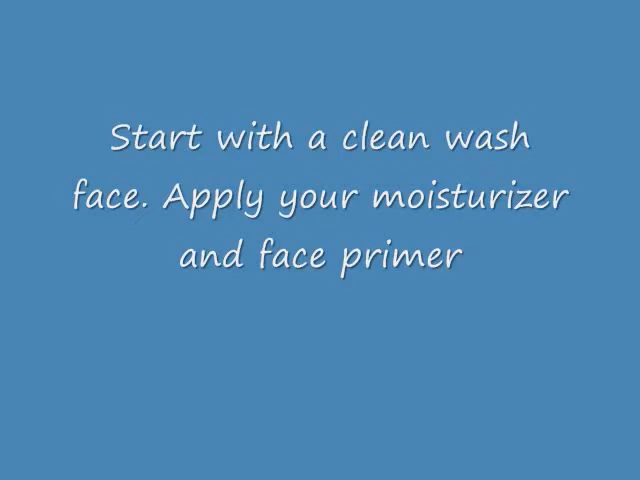 Start with a clean wash
face. Apply your moisturizer
and face primer